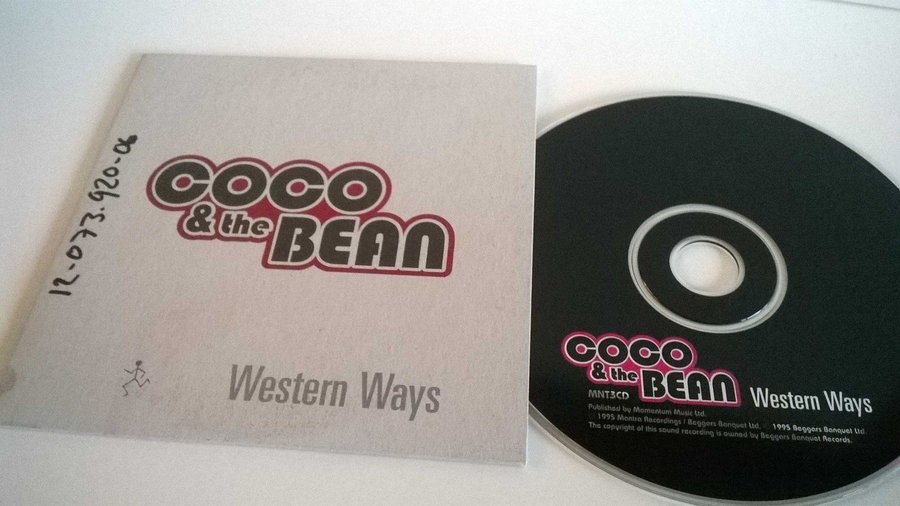 12-073.920-06
COCO
& the BEAN
Western Ways
COCO
& the BEAN
Western Ways
MNT3CD
Published by Momentum Music Ltd.
1995 Mantra Recordings / Beggars Banquet Ltd. 1995 Beggars Banquet Ltd.
The copyright of this sound recording is owned by Beggars Banquet Records.